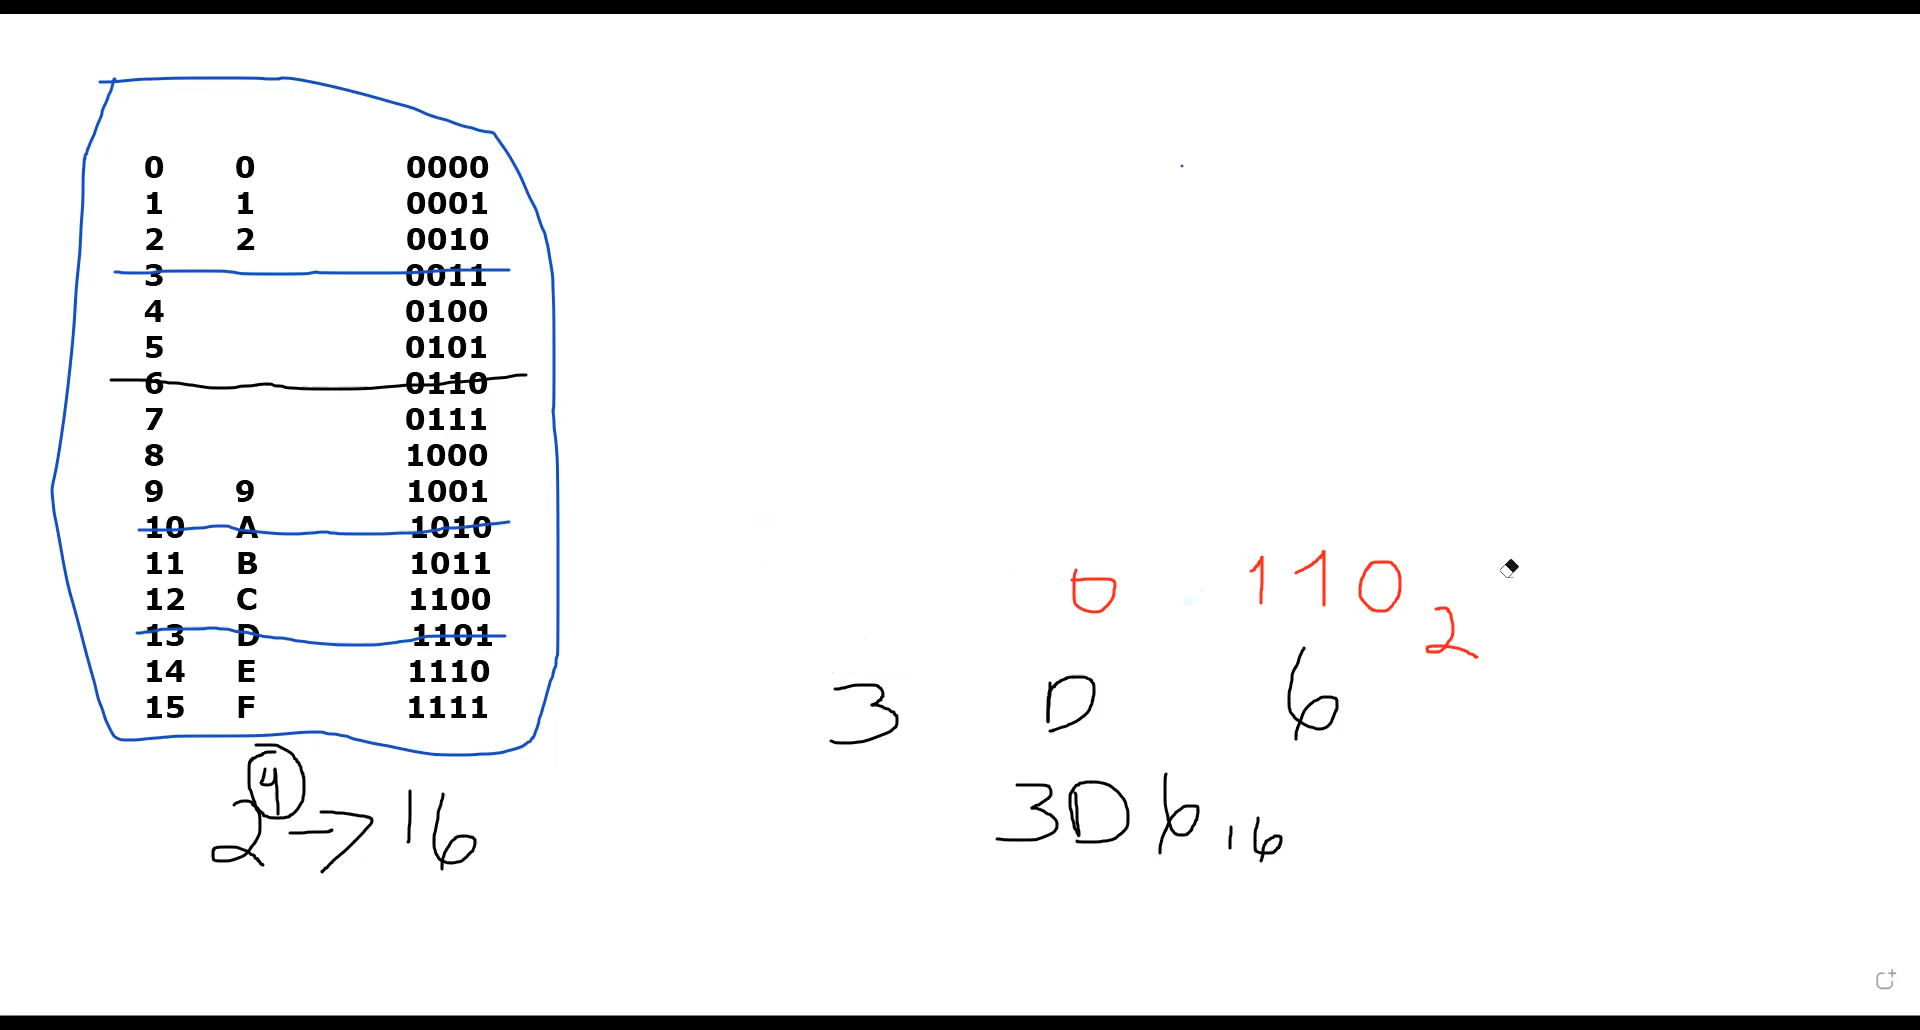 0 0 0000
1 1 0001
2 2 0010
3 0011
4 0100
5 0101
6 0110
7 0111
8 1000
9 9 1001
10 A 1010
11 B 1011
12 C 1100
13 D 1101
14 E 1110
15 F 1111
2 4 → 16
0 110 2
3 D 6
3D6 16